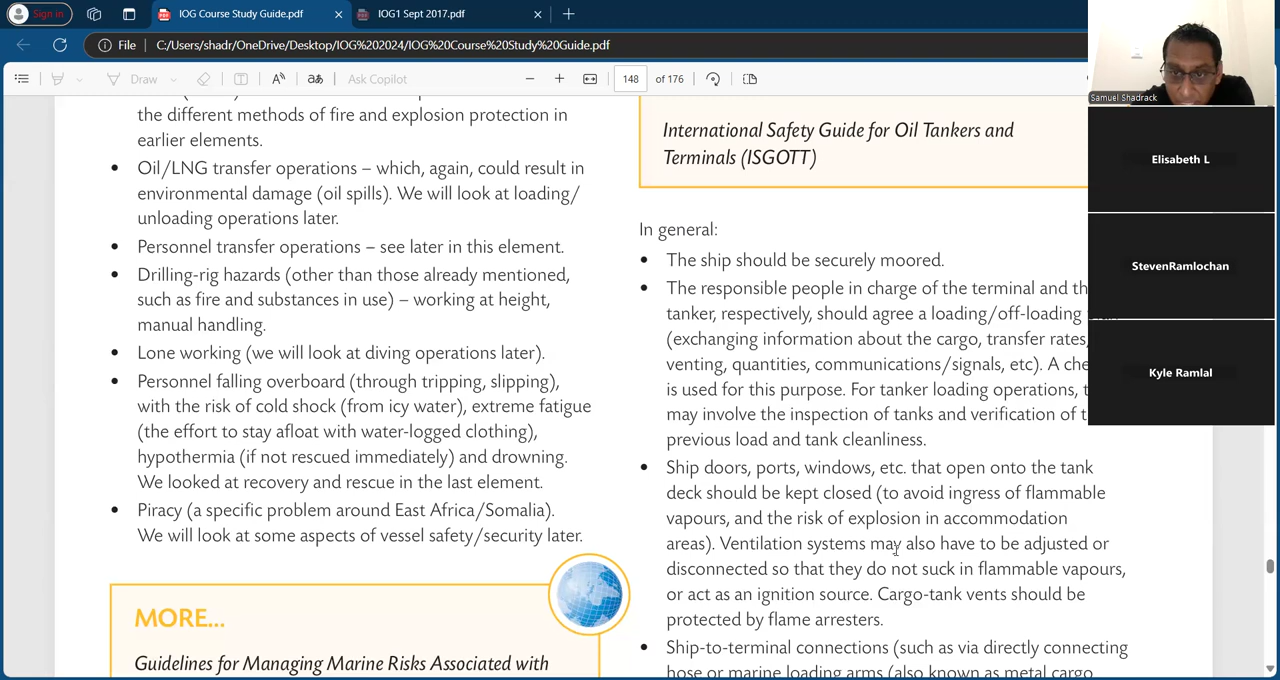 Sign in
IOG Course Study Guide.pdf
IOG1 Sept 2017.pdf
File
C:/Users/shadr/OneDrive/Desktop/IOG%202024/IOG%20Course%20Study%20Guide.pdf
Draw
Ask Copilot
148 of 176
the different methods of fire and explosion protection in
earlier elements.
• Oil/LNG transfer operations – which, again, could result in
environmental damage (oil spills). We will look at loading/
unloading operations later.
• Personnel transfer operations – see later in this element.
• Drilling-rig hazards (other than those already mentioned,
such as fire and substances in use) – working at height,
manual handling.
• Lone working (we will look at diving operations later).
• Personnel falling overboard (through tripping, slipping),
with the risk of cold shock (from icy water), extreme fatigue
(the effort to stay afloat with water-logged clothing),
hypothermia (if not rescued immediately) and drowning.
We looked at recovery and rescue in the last element.
• Piracy (a specific problem around East Africa/Somalia).
We will look at some aspects of vessel safety/security later.
MORE...
Guidelines for Managing Marine Risks Associated with
International Safety Guide for Oil Tankers and
Terminals (ISGOTT)
In general:
• The ship should be securely moored.
• The responsible people in charge of the terminal and
tanker, respectively, should agree a loading/off-loading
(exchanging information about the cargo, transfer rates,
venting, quantities, communications/signals, etc). A
is used for this purpose. For tanker loading operations,
may involve the inspection of tanks and verification of
previous load and tank cleanliness.
• Ship doors, ports, windows, etc. that open onto the tank
deck should be kept closed (to avoid ingress of flammable
vapours, and the risk of explosion in accommodation
areas). Ventilation systems may also have to be adjusted or
disconnected so that they do not suck in flammable vapours,
or act as an ignition source. Cargo-tank vents should be
protected by flame arresters.
• Ship-to-terminal connections (such as via directly connecting
hose or marine loading arms (also known as metal cargo
Samuel Shadrack
Elisabeth L
StevenRamlochan
Kyle Ramlal